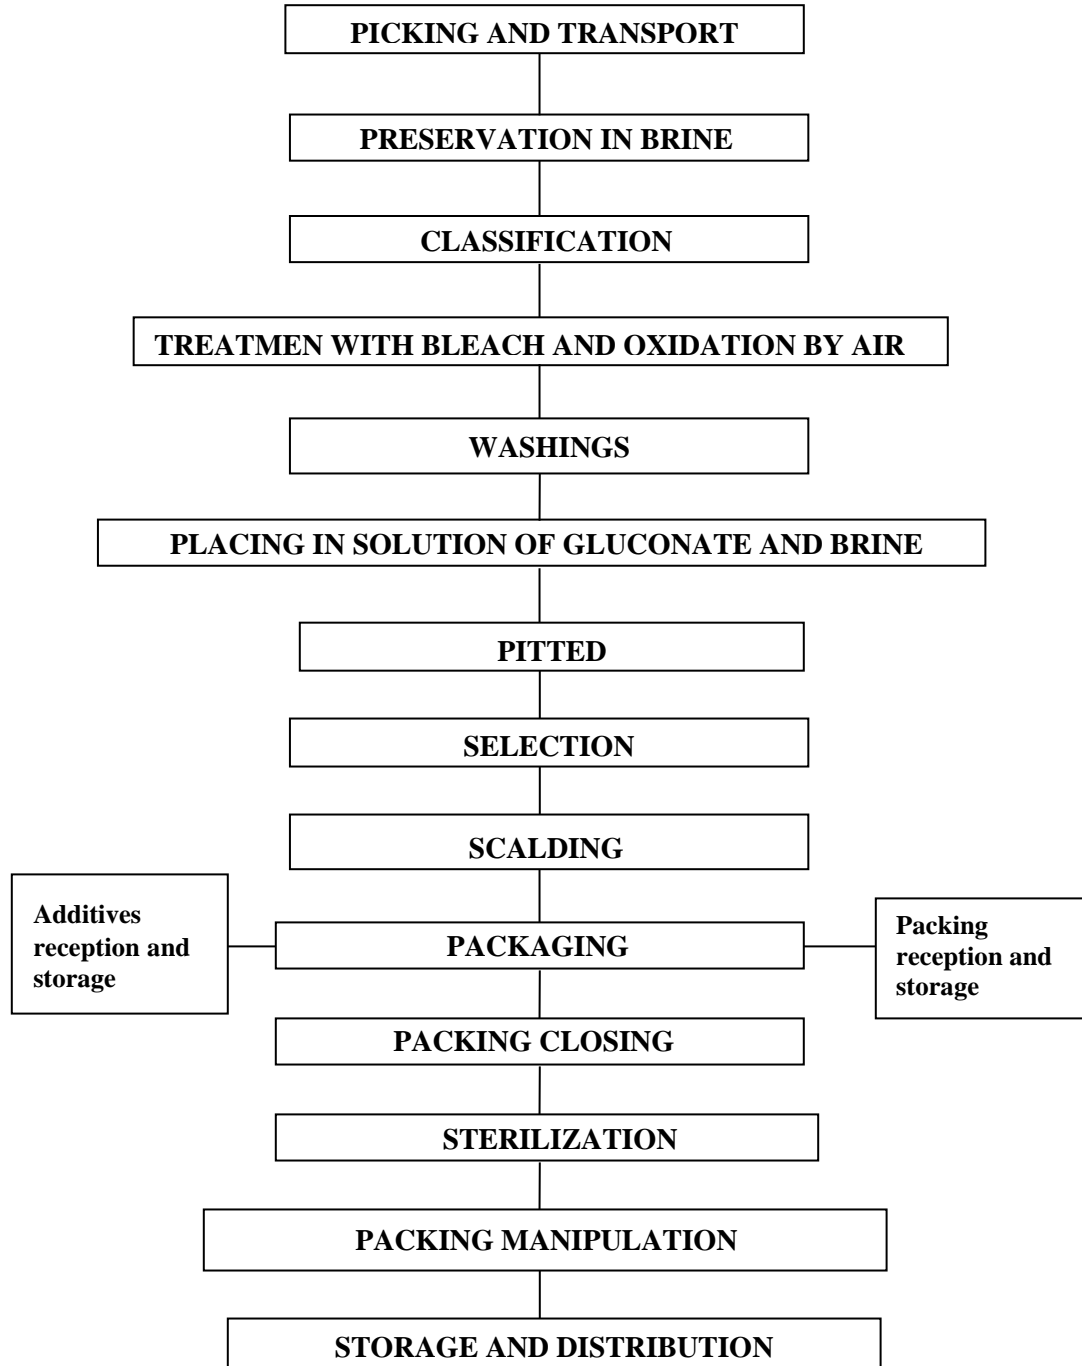 PICKING AND TRANSPORT
PRESERVATION IN BRINE
CLASSIFICATION
TREATMEN WITH BLEACH AND OXIDATION BY AIR
WASHINGS
PLACING IN SOLUTION OF GLUCONATE AND BRINE
PITTED
SELECTION
SCALDING
Additives
reception and
storage
PACKAGING
Packing
reception and
storage
PACKING CLOSING
STERILIZATION
PACKING MANIPULATION
STORAGE AND DISTRIBUTION